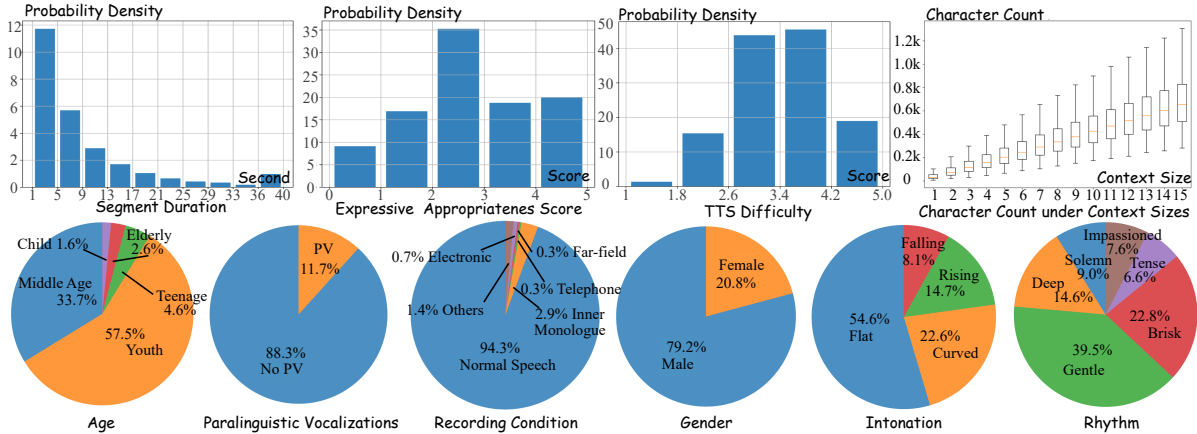 Probability Density
12
10
8
6
4
2
0
1 5 9 13 17 21 25 29 33 36 40
Second
Segment Duration
Probability Density
35
30
25
20
15
10
5
0
0 1 2 3 4 5
Score
Expressive Appropriatenes Score
Probability Density
50
40
30
20
10
0
1 1.8 2.6 3.4 4.2 5.0
Score
TTS Difficulty
Character Count
1.2k
0.8k
0.6k
0.4k
0.2k
0
1 2 3 4 5 6 7 8 9 10 11 12 13 14 15
Context Size
Character Count under Context Sizes
Child 1.6%
Elderly
2.6%
Middle Age
33.7%
Teenage
4.6%
57.5%
Youth
Age
PV
11.7%
88.3%
No PV
Paralinguistic Vocalizations
0.7% Electronic
0.3% Far-field
0.3% Telephone
1.4% Others
2.9% Inner
Monologue
94.3%
Normal Speech
Recording Condition
Female
20.8%
79.2%
Male
Gender
Falling
8.1%
Rising
14.7%
54.6%
Flat
22.6%
Curved
Intonation
Impassioned
7.6%
Solemn
9.0%
Tense
6.6%
Deep
14.6%
22.8%
Brisk
39.5%
Gentle
Rhythm